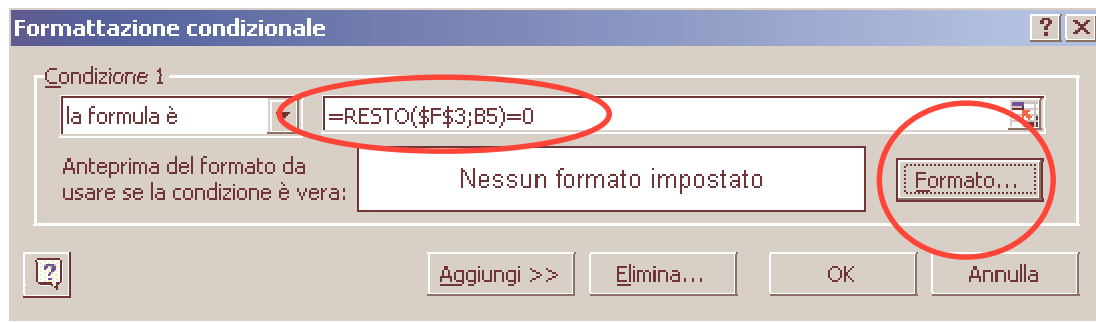 Formattazione condizionale
Condizione 1
la formula è =RESTO($F$3;B5)=0
Anteprima del formato da
usare se la condizione è vera:
Nessun formato impostato
Formato...
Aggiungi >> Elimina... OK Annulla